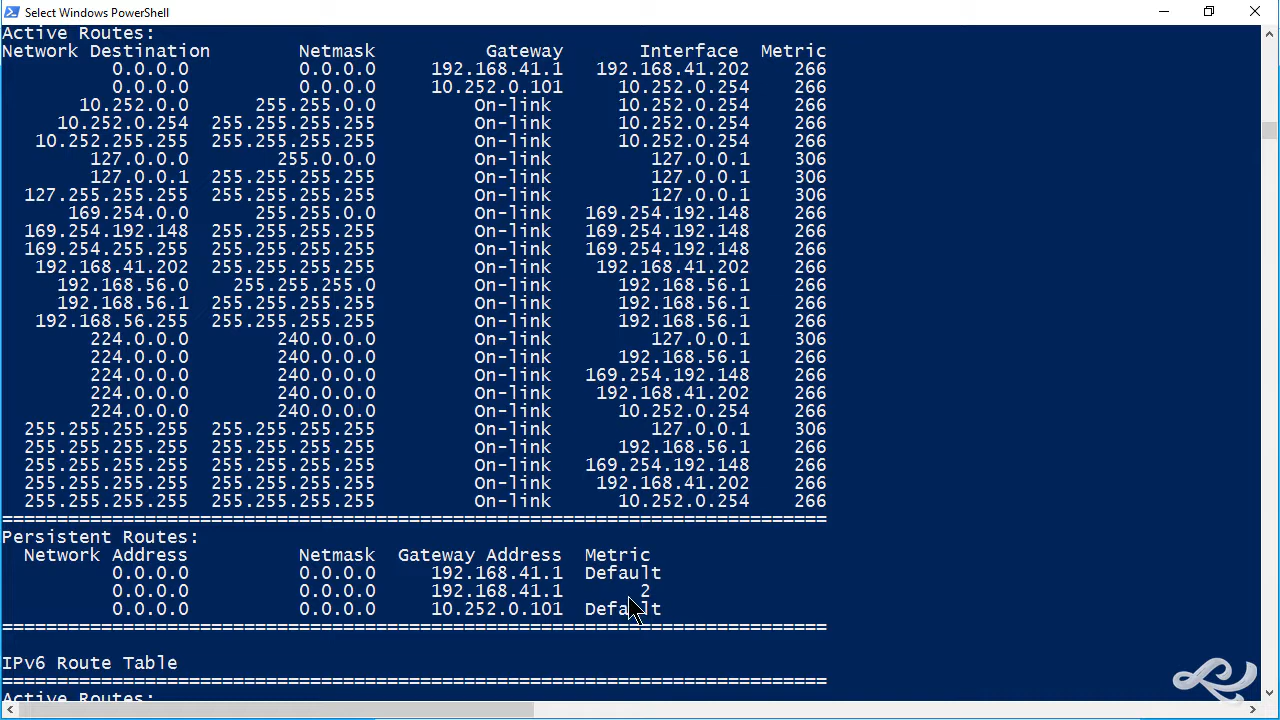 Select Windows PowerShell
Active Routes:
Network Destination Netmask Gateway Interface Metric
0.0.0.0 0.0.0.0 192.168.41.1 192.168.41.202 266
0.0.0.0 0.0.0.0 10.252.0.101 10.252.0.254 266
10.252.0.0 255.255.0.0 On-link 10.252.0.254 266
10.252.0.254 255.255.255.255 On-link 10.252.0.254 266
10.252.255.255 255.255.255.255 On-link 10.252.0.254 266
127.0.0.0 255.0.0.0 On-link 127.0.0.1 306
127.0.0.1 255.255.255.255 On-link 127.0.0.1 306
127.255.255.255 255.255.255.255 On-link 127.0.0.1 306
169.254.0.0 255.255.0.0 On-link 169.254.192.148 266
169.254.192.148 255.255.255.255 On-link 169.254.192.148 266
169.254.255.255 255.255.255.255 On-link 169.254.192.148 266
192.168.41.202 255.255.255.255 On-link 192.168.41.202 266
192.168.56.0 255.255.255.0 On-link 192.168.56.1 266
192.168.56.1 255.255.255.255 On-link 192.168.56.1 266
192.168.56.255 255.255.255.255 On-link 192.168.56.1 266
224.0.0.0 240.0.0.0 On-link 127.0.0.1 306
224.0.0.0 240.0.0.0 On-link 192.168.56.1 266
224.0.0.0 240.0.0.0 On-link 169.254.192.148 266
224.0.0.0 240.0.0.0 On-link 192.168.41.202 266
224.0.0.0 240.0.0.0 On-link 10.252.0.254 266
255.255.255.255 255.255.255.255 On-link 127.0.0.1 306
255.255.255.255 255.255.255.255 On-link 192.168.56.1 266
255.255.255.255 255.255.255.255 On-link 169.254.192.148 266
255.255.255.255 255.255.255.255 On-link 192.168.41.202 266
255.255.255.255 255.255.255.255 On-link 10.252.0.254 266
===========================================================================
Persistent Routes:
Network Address Netmask Gateway Address Metric
0.0.0.0 0.0.0.0 192.168.41.1 Default
0.0.0.0 0.0.0.0 192.168.41.1 2
0.0.0.0 0.0.0.0 10.252.0.101 Default
===========================================================================
IPv6 Route Table
===========================================================================
Active Routes: